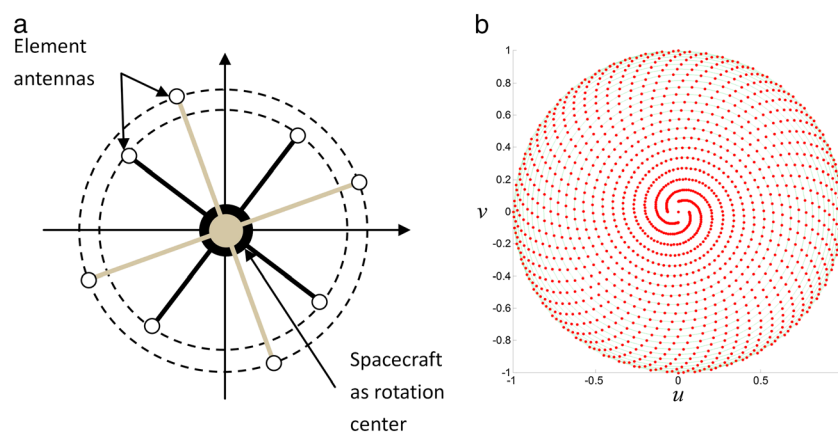 a
Element
antennas
Spacecraft
as rotation
center
b
1
0.8
0.6
0.4
0.2
v
0
-0.2
-0.4
-0.6
-0.8
-1
-1
-0.5
0
0.5
u